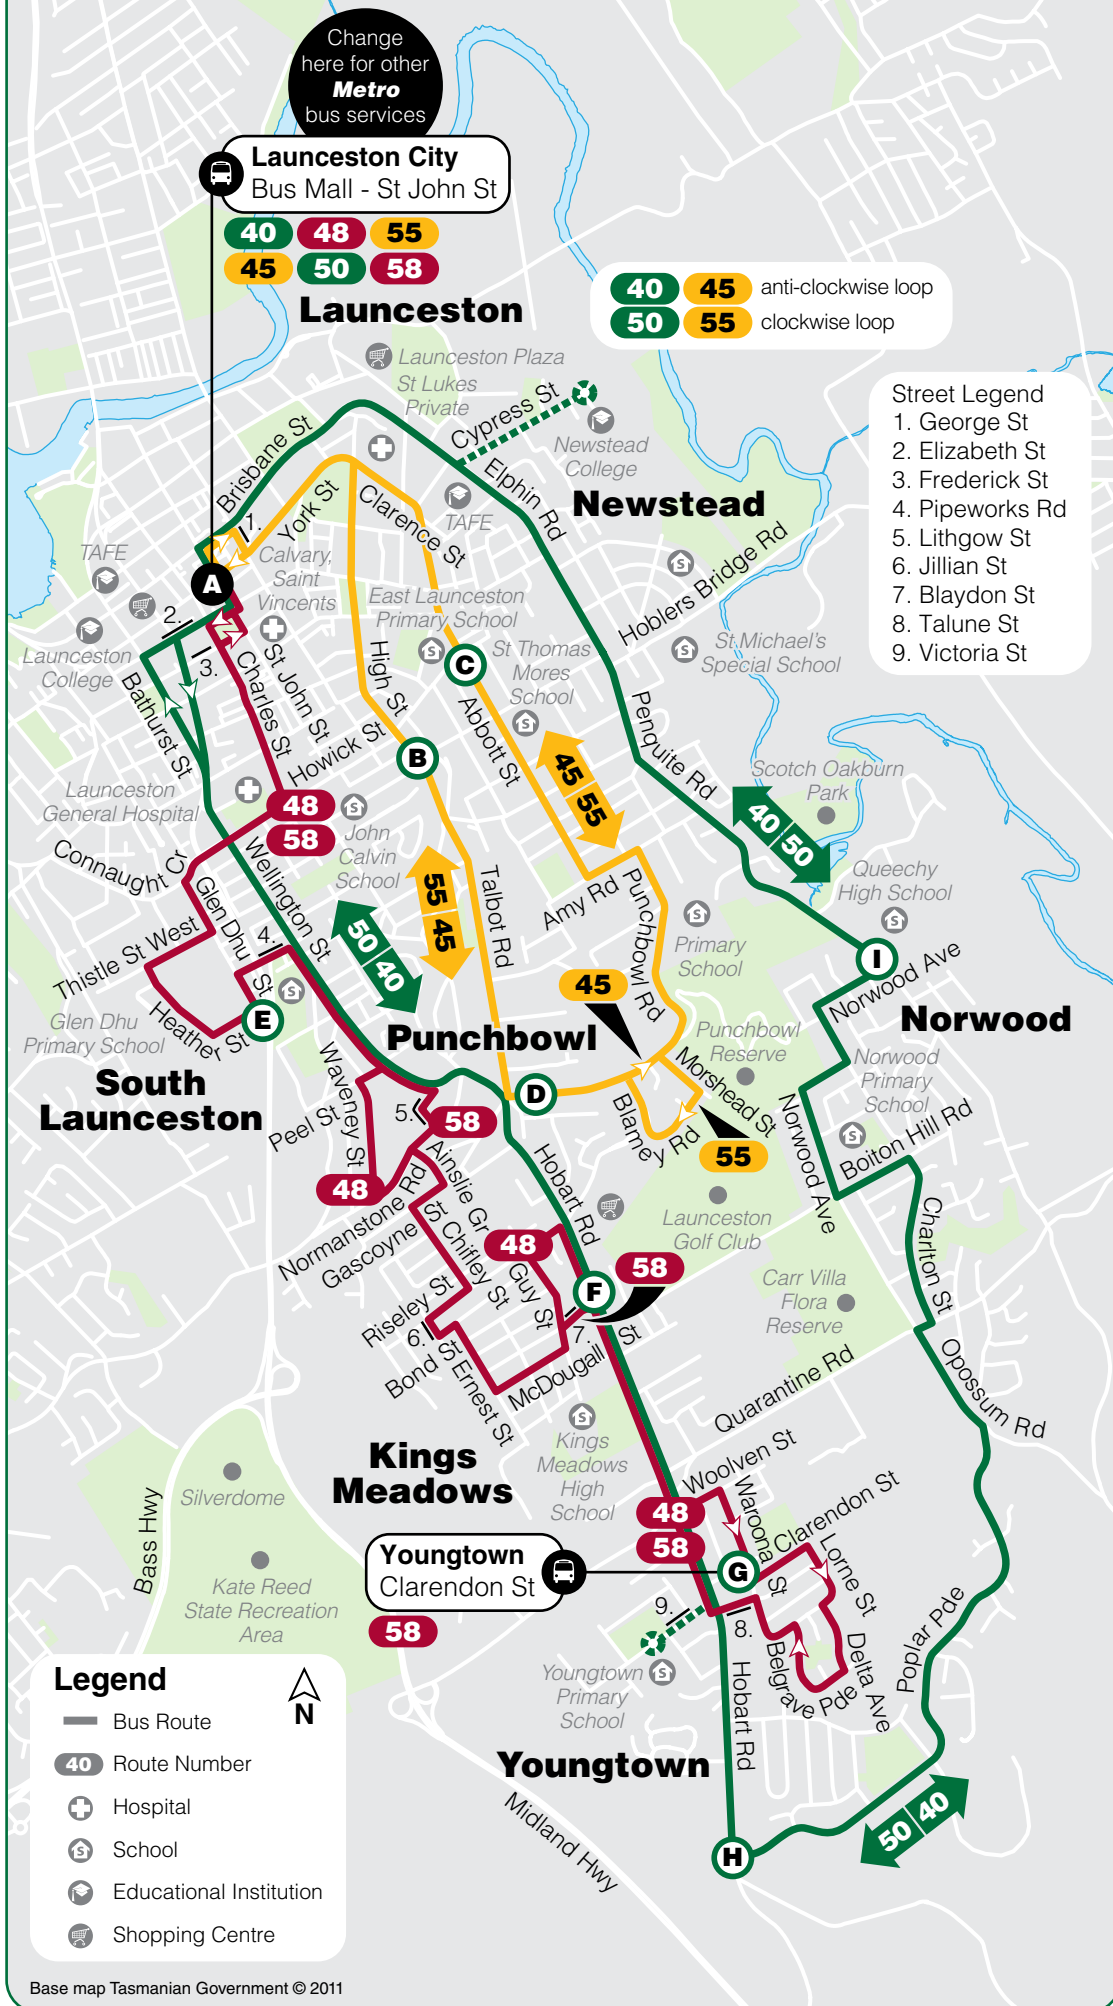 Change
here for other
Metro
bus services
Launceston City
Bus Mall - St John St
40 48 55
45 50 58
Launceston
40 45 anti-clockwise loop
50 55 clockwise loop
Street Legend
1. George St
2. Elizabeth St
3. Frederick St
4. Pipeworks Rd
5. Lithgow St
6. Jillian St
7. Blaydon St
8. Talune St
9. Victoria St
Launceston Plaza
St Lukes
Private
Cypress St
Newstead
College
Brisbane St
Elphin Rd
Newstead
York St
1.
Clarence St
TAFE
TAFE
Calvary,
Saint
Vincents
A
Hoblers Bridge Rd
East Launceston
Primary School
2.
3.
Launceston
College
St John St
Charles St
High St
C
St Thomas
Mores
School
St Michael's
Special School
Bathurst St
Abbott St
Penquite Rd
Howick St
B
45 55
Scotch Oakburn
Park
Launceston
General Hospital
48
58
John
Calvin
School
40 50
Connaught Cr
Wellington St
Queechy
High School
Glen Dhu St
55 45
Talbot Rd
Amy Rd
Punchbowl Rd
Primary
School
50 40
4.
Thistle St West
I
Norwood Ave
Norwood
45
E
Heather St
Glen Dhu
Primary School
Punchbowl
Punchbowl
Reserve
Norwood
Primary
School
South
Launceston
Waveney St
Morshead St
D
Peel St
5.
58
Blamey Rd
55
Norwood Ave
Boiton Hill Rd
48
Ainslie Gr
Hobart Rd
Normanstone Rd
Gascoyne St
Chifley St
48
Guy St
Launceston
Golf Club
Charlton St
58
F
Carr Villa
Flora
Reserve
Riseley St
6.
7.
Bond St
Ernest St
McDougall St
Quarantine Rd
Opossum Rd
Kings
Meadows
Kings
Meadows
High
School
Woolven St
Silverdome
Bass Hwy
48
58
Waroona St
Clarendon St
Youngtown
Clarendon St
58
G
Lorne St
Kate Reed
State Recreation
Area
9.
8.
Belgrave Pde
Delta Ave
Poplar Pde
Youngtown
Primary
School
Hobart Rd
Youngtown
Midland Hwy
50 40
H
Legend
N
Bus Route
40 Route Number
Hospital
School
Educational Institution
Shopping Centre
Base map Tasmanian Government © 2011